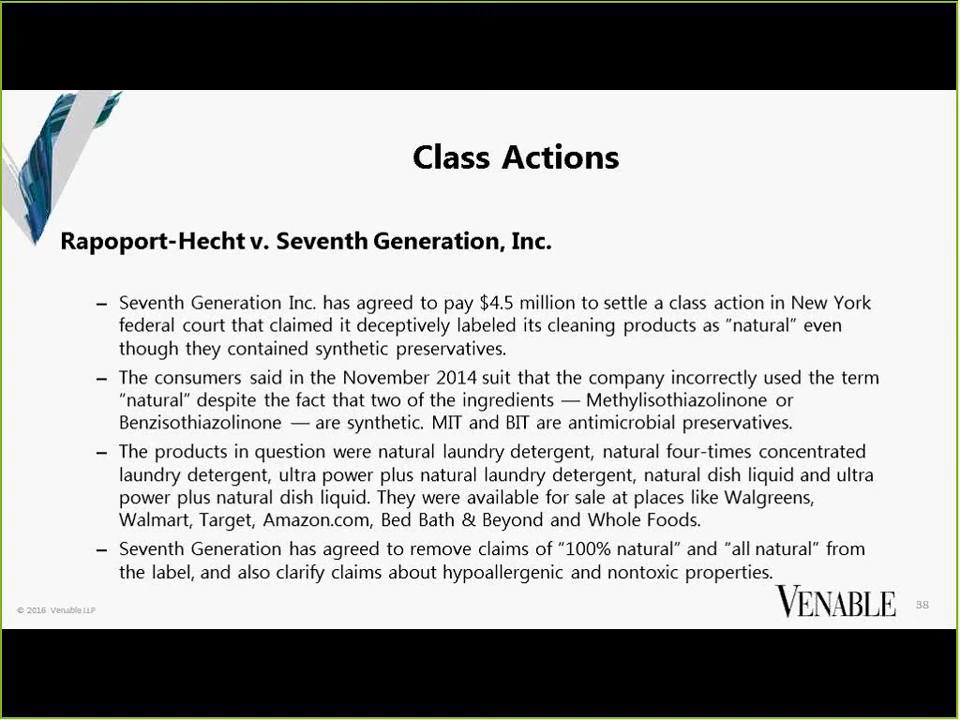 Class Actions
Rapoport-Hecht v. Seventh Generation, Inc.
– Seventh Generation Inc. has agreed to pay $4.5 million to settle a class action in New York
federal court that claimed it deceptively labeled its cleaning products as “natural” even
though they contained synthetic preservatives.
– The consumers said in the November 2014 suit that the company incorrectly used the term
“natural” despite the fact that two of the ingredients — Methylisothiazolinone or
Benzisothiazolinone — are synthetic. MIT and BIT are antimicrobial preservatives.
– The products in question were natural laundry detergent, natural four-times concentrated
laundry detergent, ultra power plus natural laundry detergent, natural dish liquid and ultra
power plus natural dish liquid. They were available for sale at places like Walgreens,
Walmart, Target, Amazon.com, Bed Bath & Beyond and Whole Foods.
– Seventh Generation has agreed to remove claims of “100% natural” and “all natural” from
the label, and also clarify claims about hypoallergenic and nontoxic properties.
© 2016 Venable LLP
VENABLE
38